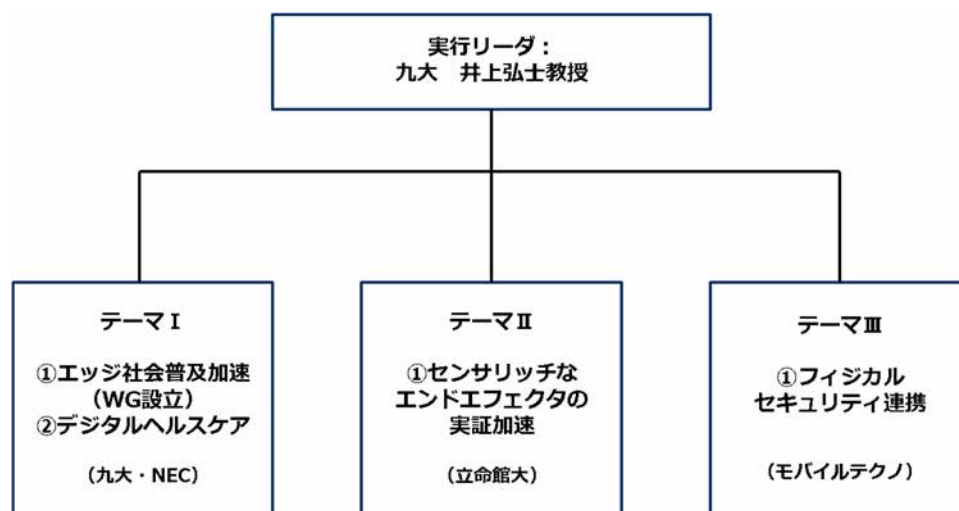 実行リーダ：
九大　井上弘士教授
テーマⅠ
①エッジ社会普及加速
（WG設立）
②デジタルヘルスケア
（九大・NEC）
テーマⅡ
①センサリッチな
エンドエフェクタの
実証加速
（立命館大）
テーマⅢ
①フィジカル
セキュリティ連携
（モバイルテクノ）